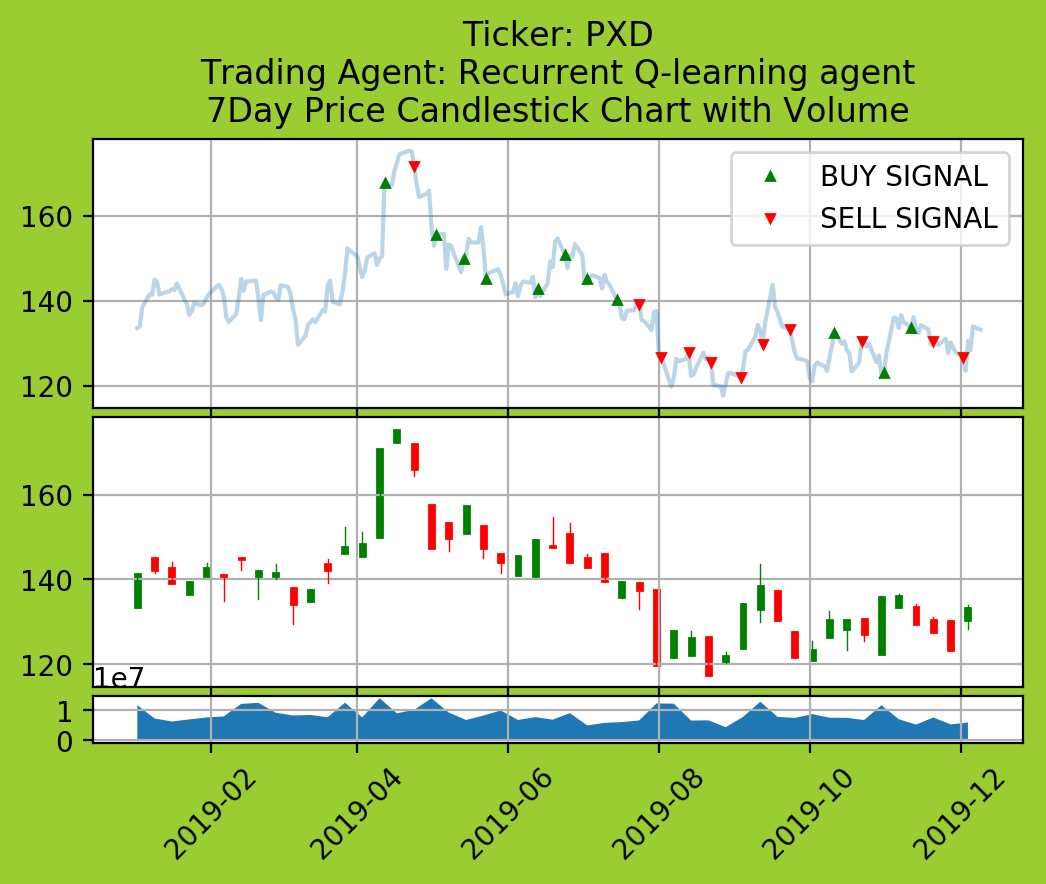 Ticker: PXD
Trading Agent: Recurrent Q-learning agent
7Day Price Candlestick Chart with Volume
BUY SIGNAL
SELL SIGNAL
160
140
120
160
140
120
1e7
1
0
2019-02
2019-04
2019-06
2019-08
2019-10
2019-12